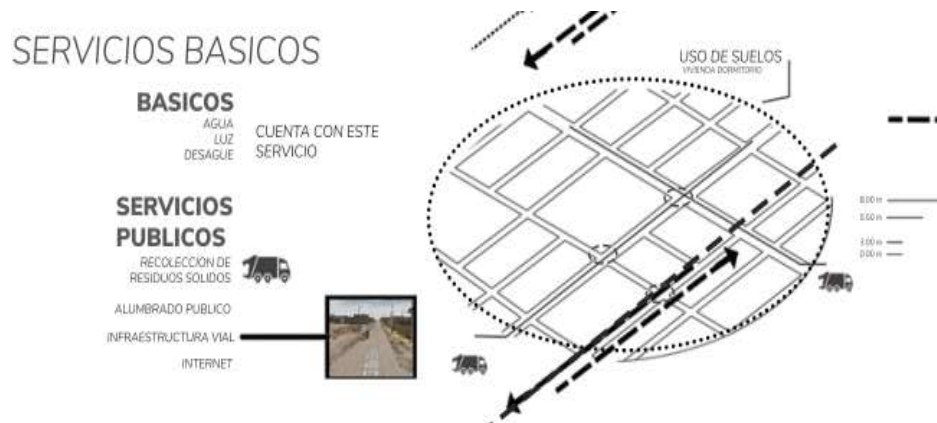 SERVICIOS BASICOS
BASICOS
AGUA
LUZ
DESAGUE
CUENTA CON ESTE
SERVICIO
SERVICIOS
PUBLICOS
RECOLECCION DE
RESIDUOS SOLIDOS
ALUMBRADO PUBLICO
INFRAESTRUCTURA VIAL
INTERNET
USO DE SUELOS
VIVIENDA DORMITORIO